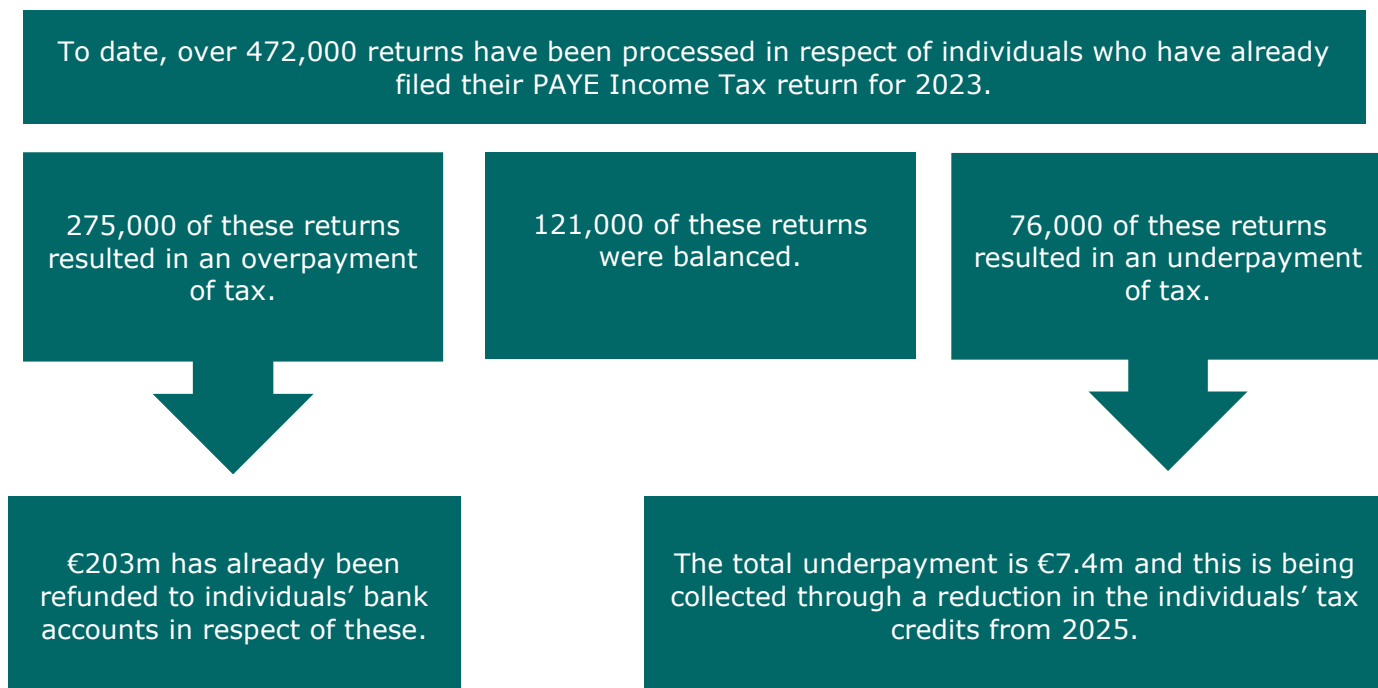 To date, over 472,000 returns have been processed in respect of individuals who have already
filed their PAYE Income Tax return for 2023.
275,000 of these returns
resulted in an overpayment
of tax.
121,000 of these returns
were balanced.
76,000 of these returns
resulted in an underpayment
of tax.
€203m has already been
refunded to individuals’ bank
accounts in respect of these.
The total underpayment is €7.4m and this is being
collected through a reduction in the individuals’ tax
credits from 2025.